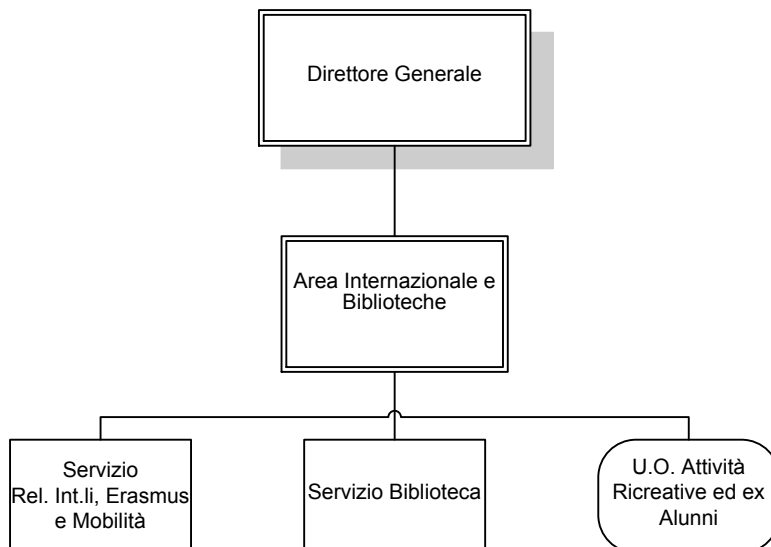 Direttore Generale
Area Internazionale e
Biblioteche
Servizio
Rel. Int.li, Erasmus
e Mobilità
Servizio Biblioteca
U.O. Attività
Ricreative ed ex
Alunni